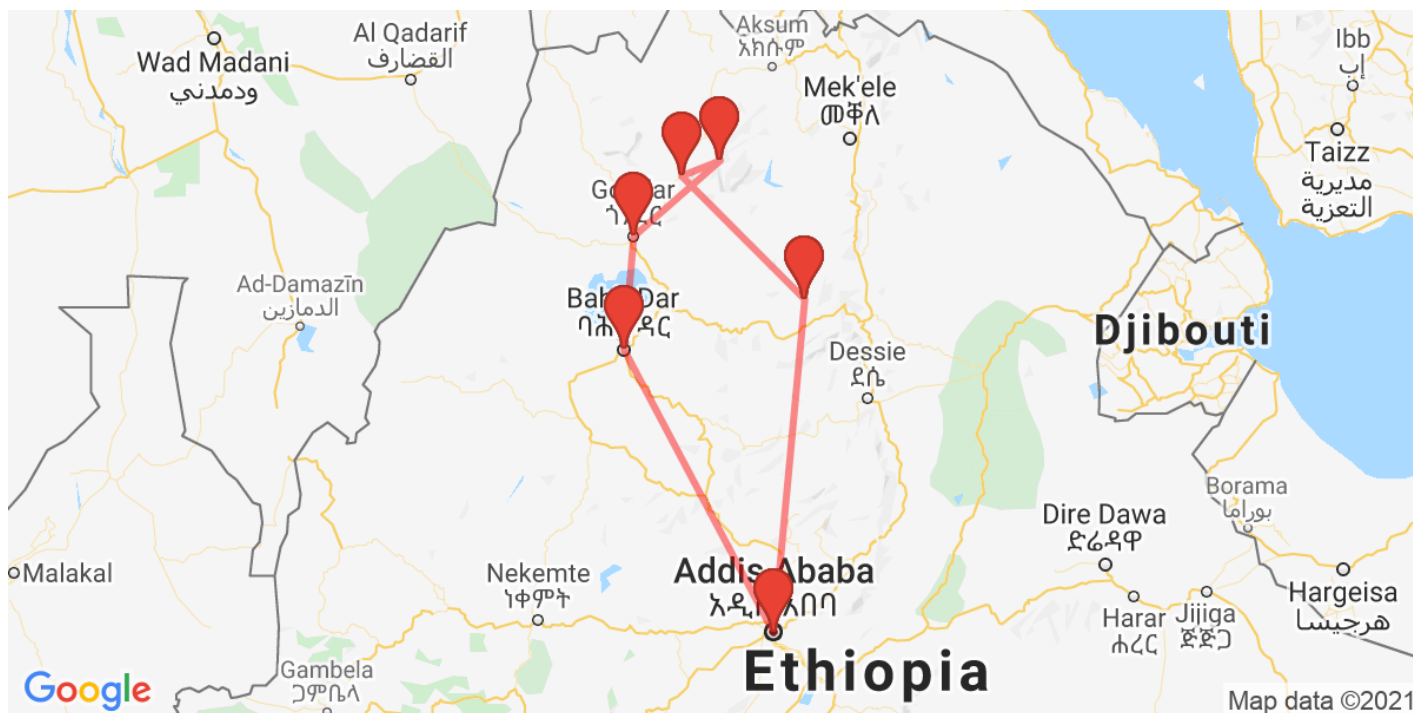 Aksum
አክሱም
Al Qadarif
القضارف
Wad Madani
ودمدني
Ibb
إب
Mek'ele
መቐለ
Taizz
مديرية
التعزية
Ad-Damazīn
الدمازين
Djibouti
Dessie
ደሴ
Borama
بوراما
Dire Dawa
ድሬዳዋ
Malakal
Nekemte
ነቀምት
Addis Ababa
Harar
ሐረር
Jijiga
ጅጅጋ
Hargeisa
هرجيسا
Ethiopia
Gambela
ጋምቤላ
Google
Map data ©2021